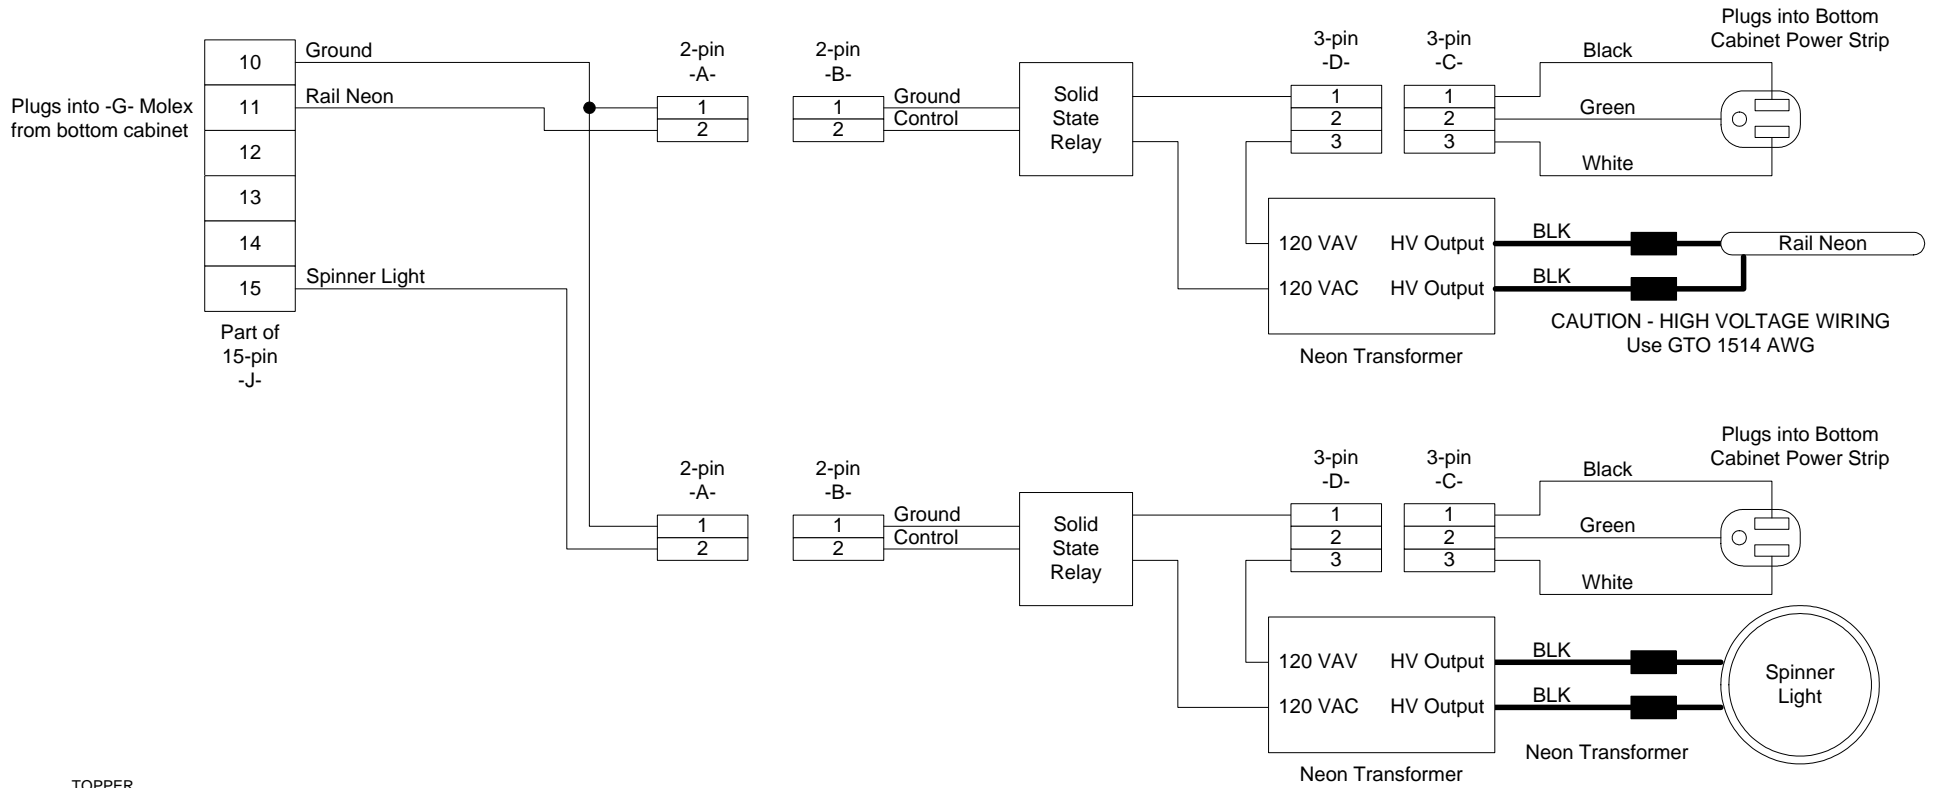 Plugs into -G- Molex
from bottom cabinet
10
11
12
13
14
15
Part of
15-pin
-J-
Ground
Rail Neon
Spinner Light
2-pin
-A-
1
2
2-pin
-B-
1
2
Ground
Control
Solid
State
Relay
3-pin
-D-
1
2
3
3-pin
-C-
1
2
3
Black
Green
White
Plugs into Bottom
Cabinet Power Strip
120 VAV HV Output
120 VAC HV Output
Neon Transformer
BLK
BLK
Rail Neon
CAUTION - HIGH VOLTAGE WIRING
Use GTO 1514 AWG
2-pin
-A-
1
2
2-pin
-B-
1
2
Ground
Control
Solid
State
Relay
3-pin
-D-
1
2
3
3-pin
-C-
1
2
3
Black
Green
White
Plugs into Bottom
Cabinet Power Strip
120 VAV HV Output
120 VAC HV Output
Neon Transformer
BLK
BLK
Neon Transformer
Spinner
Light
TOPPER